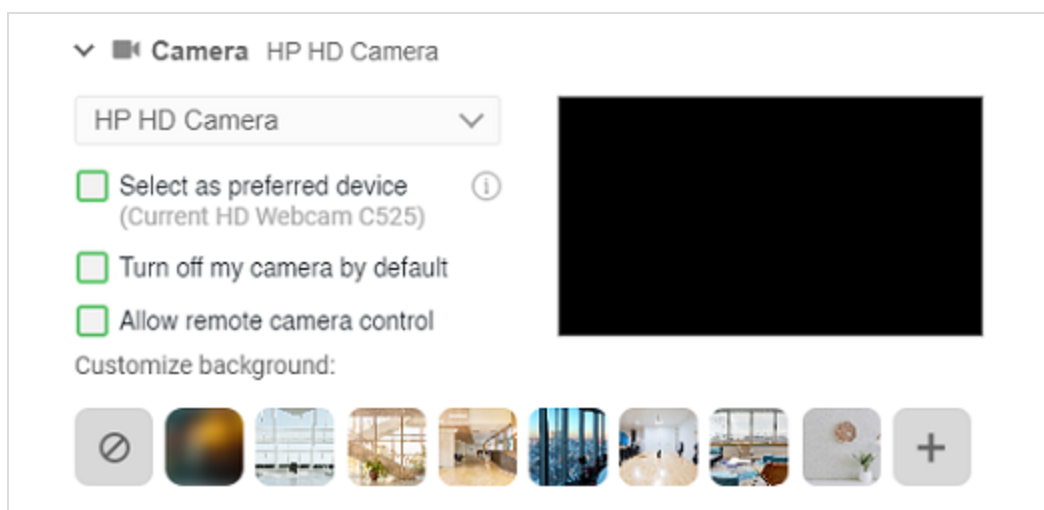 Camera HP HD Camera
HP HD Camera
Select as preferred device
(Current HD Webcam C525)
Turn off my camera by default
Allow remote camera control
Customize background: